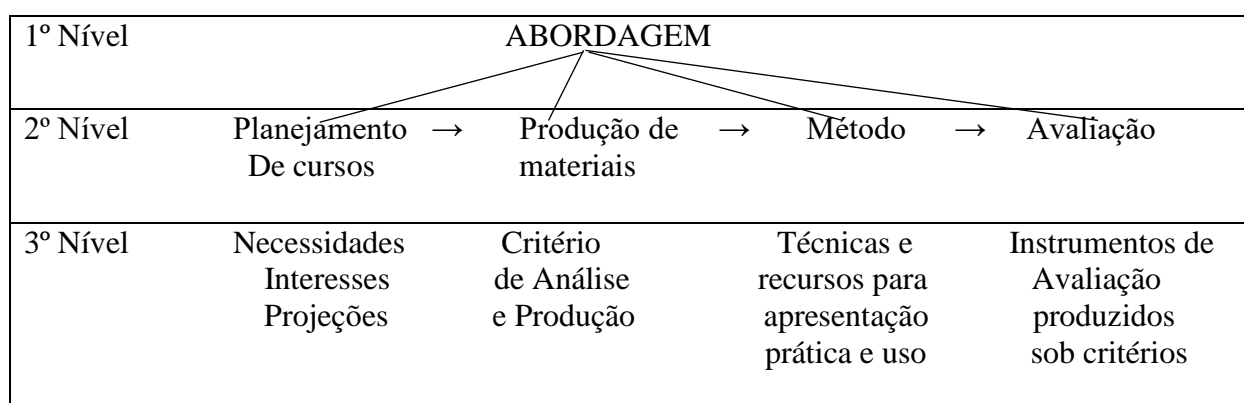 1º Nível ABORDAGEM
2º Nível Planejamento → Produção de → Método → Avaliação
De cursos materiais
3º Nível Necessidades Critério Técnicas e Instrumentos de
Interesses de Análise recursos para Avaliação
Projeções e Produção apresentação produzidos
prática e uso sob critérios